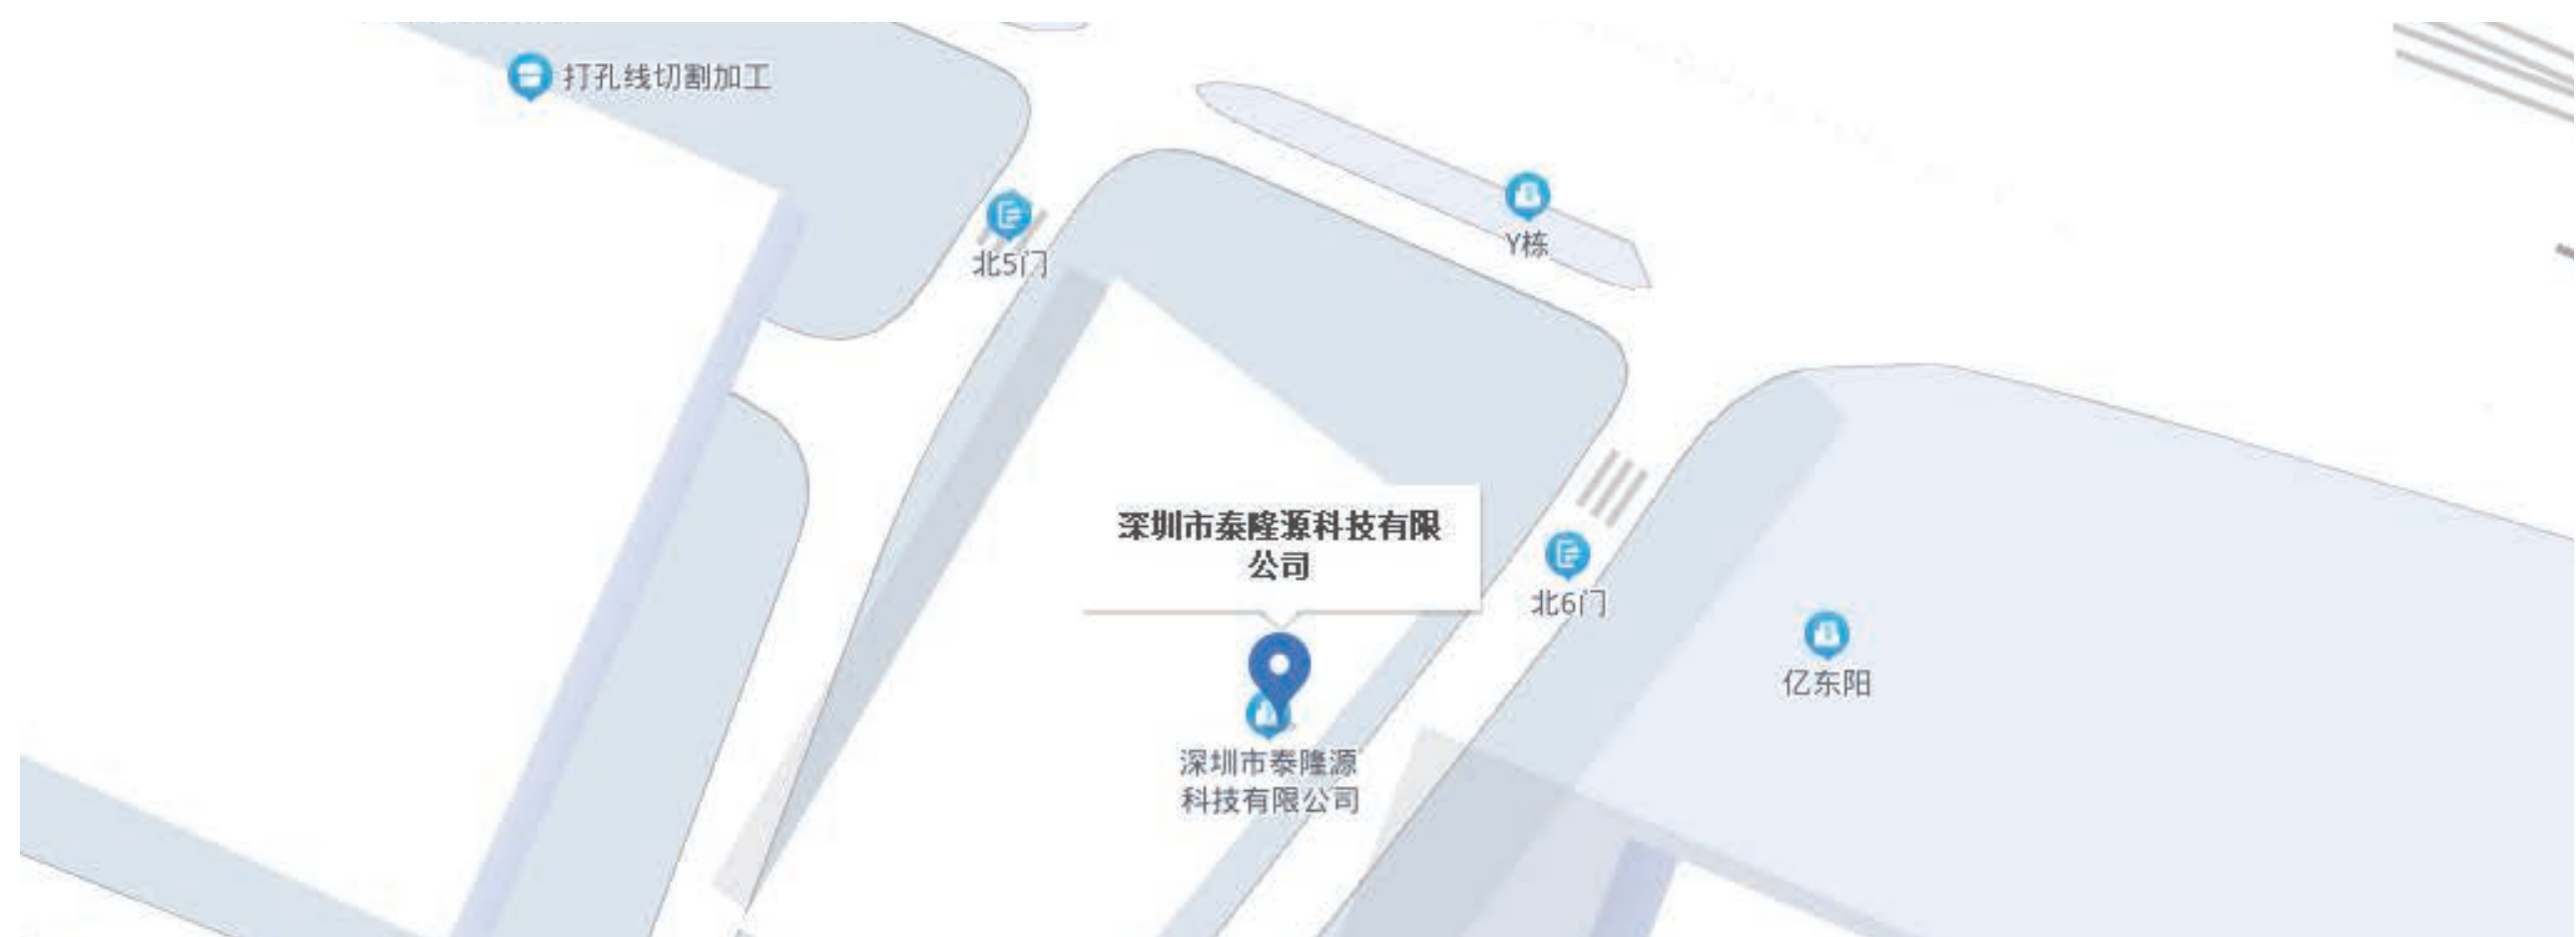 打孔线切割加工
Y栋
北5门
深圳市泰隆源科技有限
公司
北6门
亿东阳
深圳市泰隆源
科技有限公司